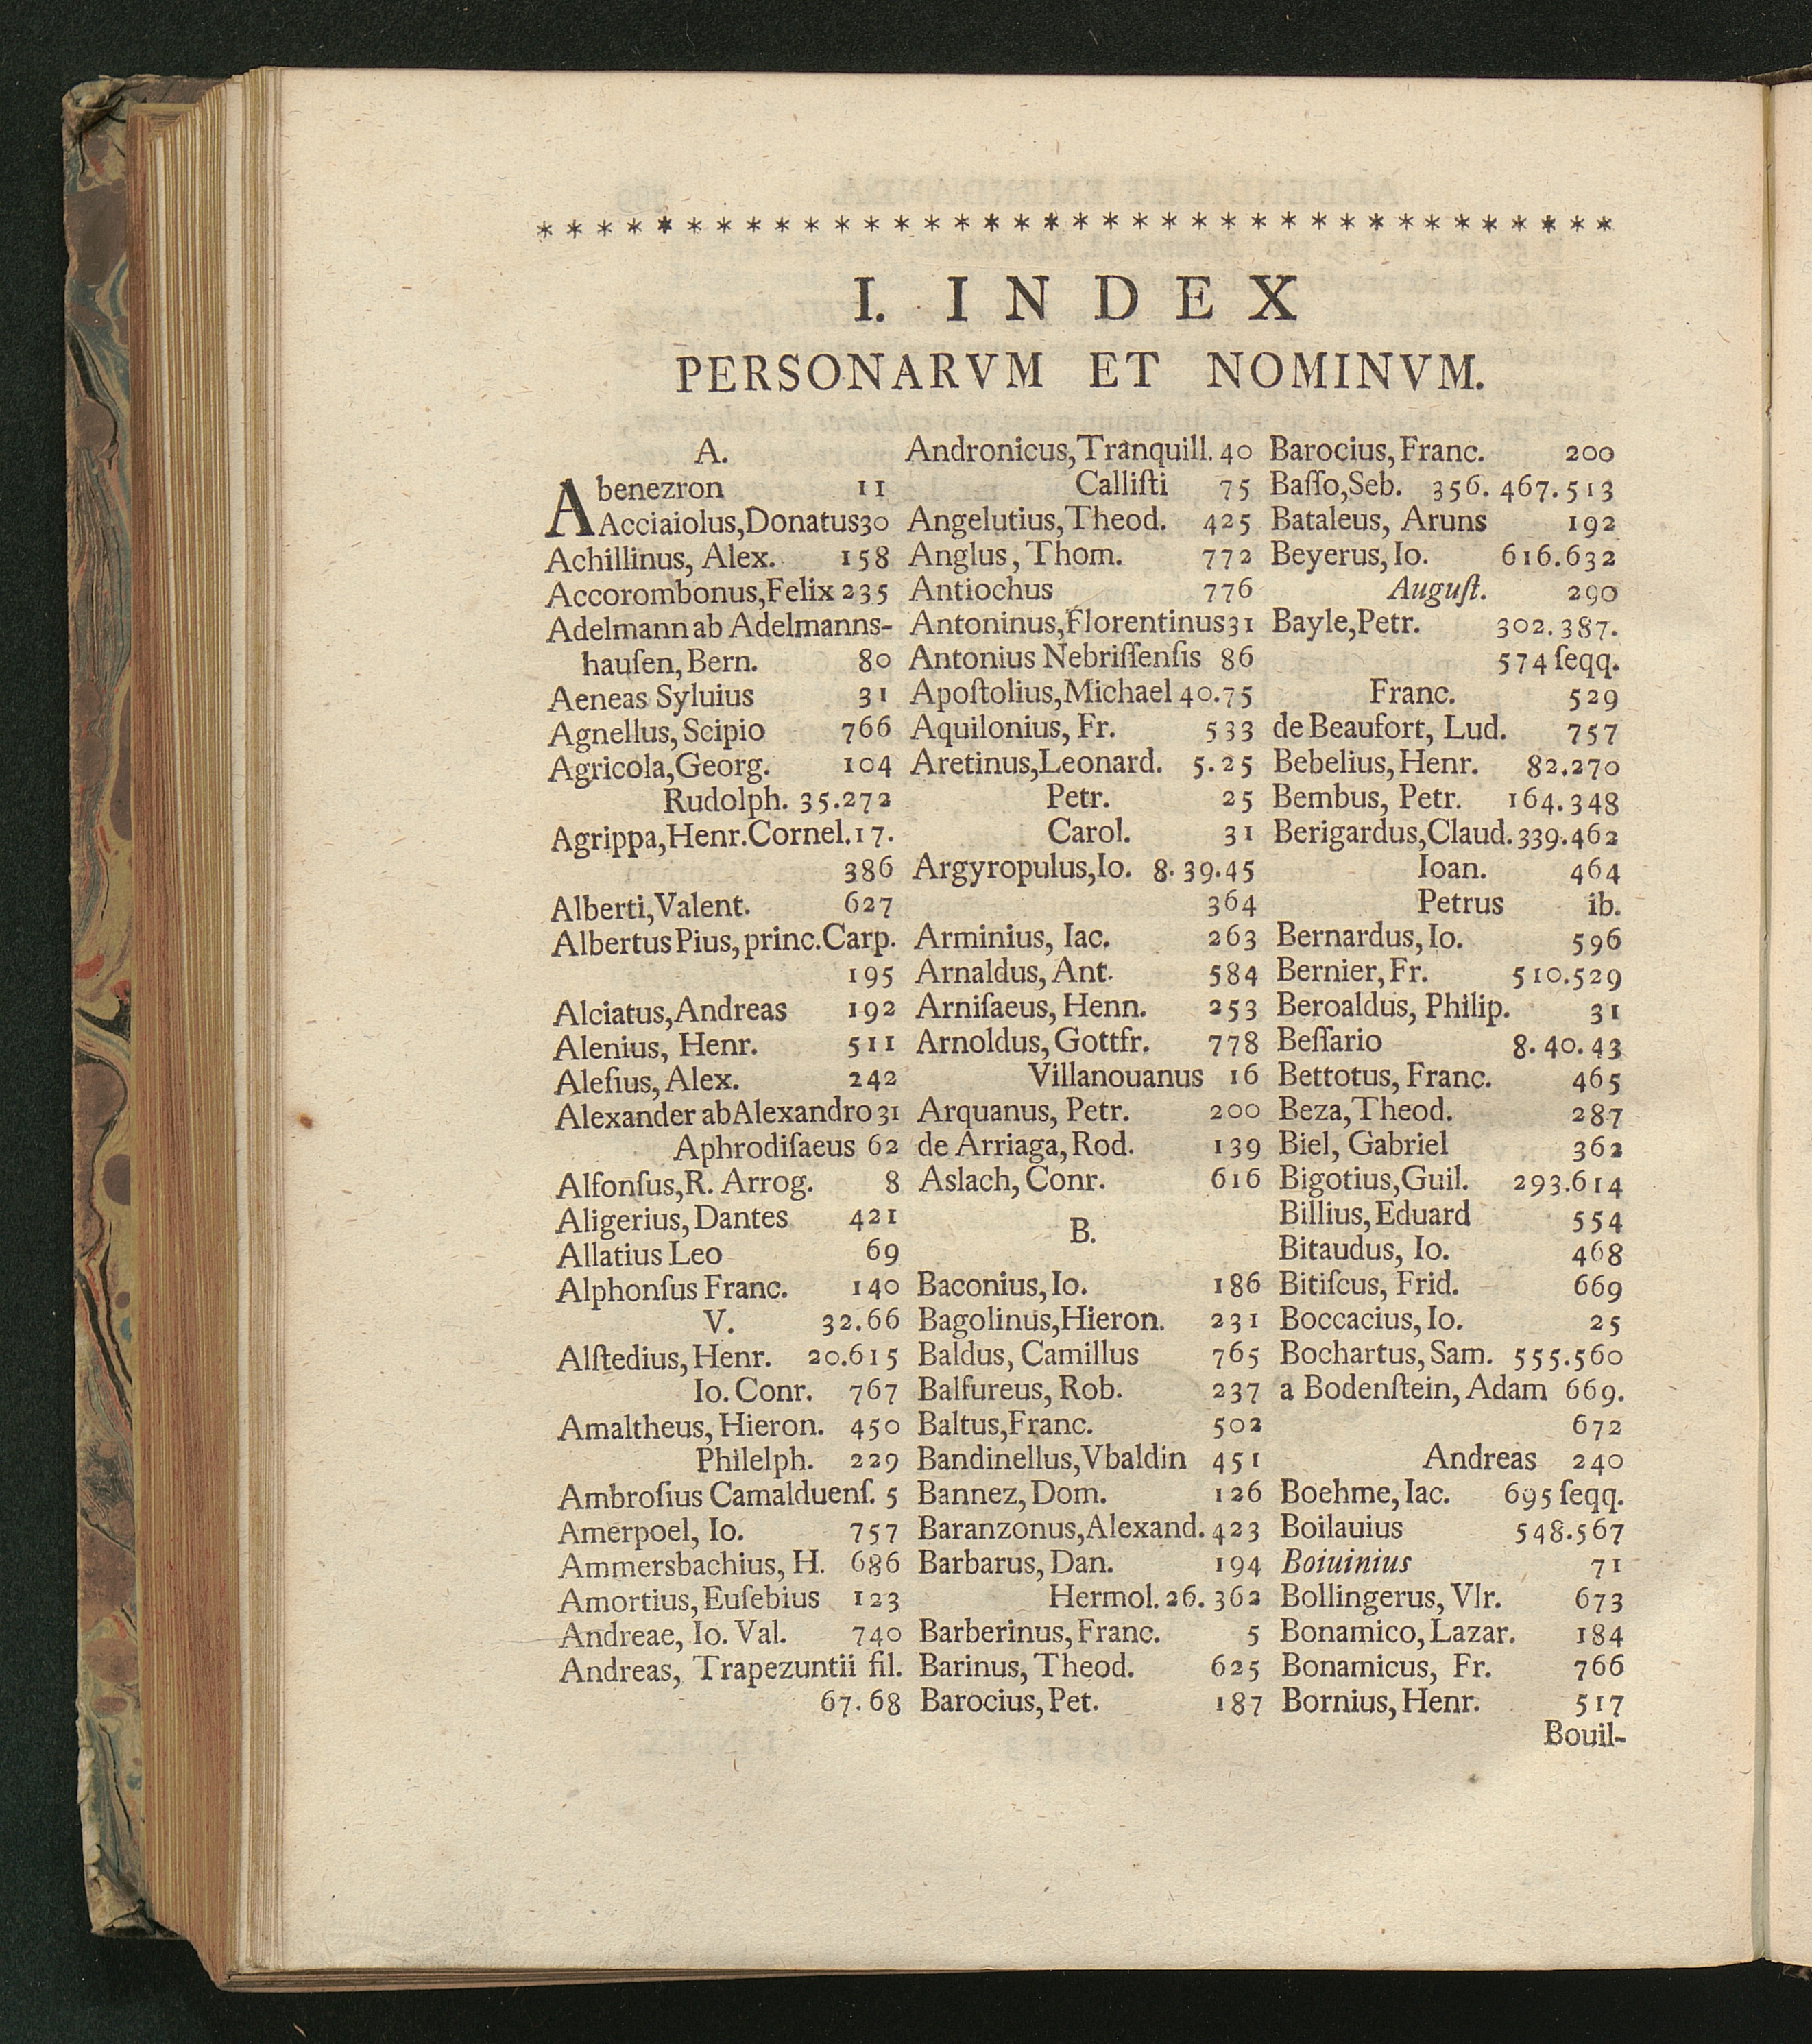 * * * * * * * * * * * * * * * * * * * * * * * * * * * * * * * * * * * *
I. INDEX
PERSONARVM ET NOMINVM.
A.
Abenezron 11
Acciaiolus, Donatus 30
Achillinus, Alex. 158
Accorombonus, Felix 235
Adelmann ab Adelmanns-
hauſen, Bern. 80
Aeneas Syluius 31
Agnellus, Scipio 766
Agricola, Georg. 104
Rudolph. 35.272
Agrippa, Henr. Cornel. 17.
386
Alberti, Valent. 627
Albertus Pius, princ. Carp.
195
Alciatus, Andreas 192
Alenius, Henr. 511
Aleſius, Alex. 242
Alexander ab Alexandro 31
Aphrodiſaeus 62
Alfonſus, R. Arrog. 8
Aligerius, Dantes 421
Allatius Leo 69
Alphonſus Franc. 140
V. 32.66
Alſtedius, Henr. 20.615
Io. Conr. 767
Amaltheus, Hieron. 450
Philelph. 229
Ambroſius Camalduenſ. 5
Amerpoel, Io. 757
Ammersbachius, H. 686
Amortius, Euſebius 123
Andreae, Io. Val. 740
Andreas, Trapezuntii fil.
67.68
Andronicus, Tranquill. 40
Calliſti 75
Angelutius, Theod. 425
Anglus, Thom. 772
Antiochus 776
Antoninus, Florentinus 31
Antonius Nebriſſenſis 86
Apoſtolius, Michael 40.75
Aquilonius, Fr. 533
Aretinus, Leonard. 5.25
Petr. 25
Carol. 31
Argyropulus, Io. 8.39.45
364
Arminius, Iac. 263
Arnaldus, Ant. 584
Arniſaeus, Henn. 253
Arnoldus, Gottfr. 778
Villanouanus 16
Arquanus, Petr. 200
de Arriaga, Rod. 139
Aslach, Conr. 616
B.
Baconius, Io. 186
Bagolinus, Hieron. 231
Baldus, Camillus 765
Balfureus, Rob. 237
Baltus, Franc. 502
Bandinellus, Vbaldin 451
Bannez, Dom. 126
Baranzonus, Alexand. 423
Barbarus, Dan. 194
Hermol. 26.362
Barberinus, Franc. 5
Barinus, Theod. 625
Barocius, Pet. 187
Barocius, Franc. 200
Baſſo, Seb. 356.467.513
Bataleus, Aruns 192
Beyerus, Io. 616.632
Auguſt. 290
Bayle, Petr. 302.387.
574 ſeqq.
Franc. 529
de Beaufort, Lud. 757
Bebelius, Henr. 82.270
Bembus, Petr. 164.348
Berigardus, Claud. 339.462
Ioan. 464
Petrus ib.
Bernardus, Io. 596
Bernier, Fr. 510.529
Beroaldus, Philip. 31
Beſſario 8.40.43
Bettotus, Franc. 465
Beza, Theod. 287
Biel, Gabriel 362
Bigotius, Guil. 293.614
Billius, Eduard 554
Bitaudus, Io. 468
Bitiſcus, Frid. 669
Boccacius, Io. 25
Bochartus, Sam. 555.560
a Bodenſtein, Adam 669.
672
Andreas 240
Boehme, Iac. 695 ſeqq.
Boilauius 548.567
Boiuinius 71
Bollingerus, Vlr. 673
Bonamico, Lazar. 184
Bonamicus, Fr. 766
Bornius, Henr. 517
Bouil-